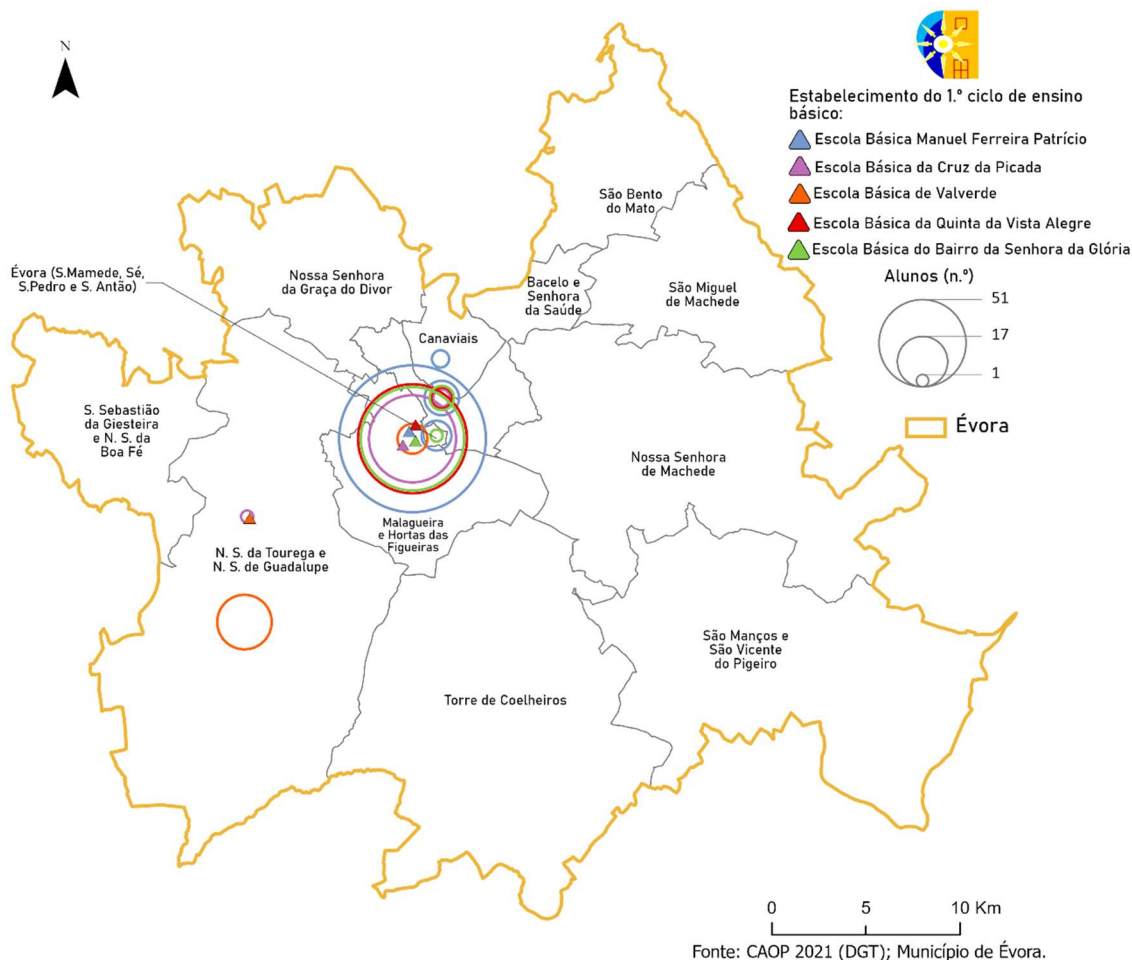 N
Estabelecimento do 1.º ciclo de ensino
básico:
Escola Básica Manuel Ferreira Patrício
Escola Básica da Cruz da Picada
Escola Básica de Valverde
Escola Básica da Quinta da Vista Alegre
Escola Básica do Bairro da Senhora da Glória
Alunos (n.º)
51
17
1
Évora
São Bento
do Mato
Évora (S.Mamede, Sé,
S.Pedro e S. Antão)
Nossa Senhora
da Graça do Divor
Bacelo e
Senhora
da Saúde
São Miguel
de Machede
Canaviais
S. Sebastião
da Giesteira
e N. S. da
Boa Fé
Nossa Senhora
de Machede
Malagueira
e Hortas das
Figueiras
N. S. da Tourega e
N. S. de Guadalupe
São Manços e
São Vicente
do Pigeiro
Torre de Coelheiros
0 5 10 Km
Fonte: CAOP 2021 (DGT); Município de Évora.